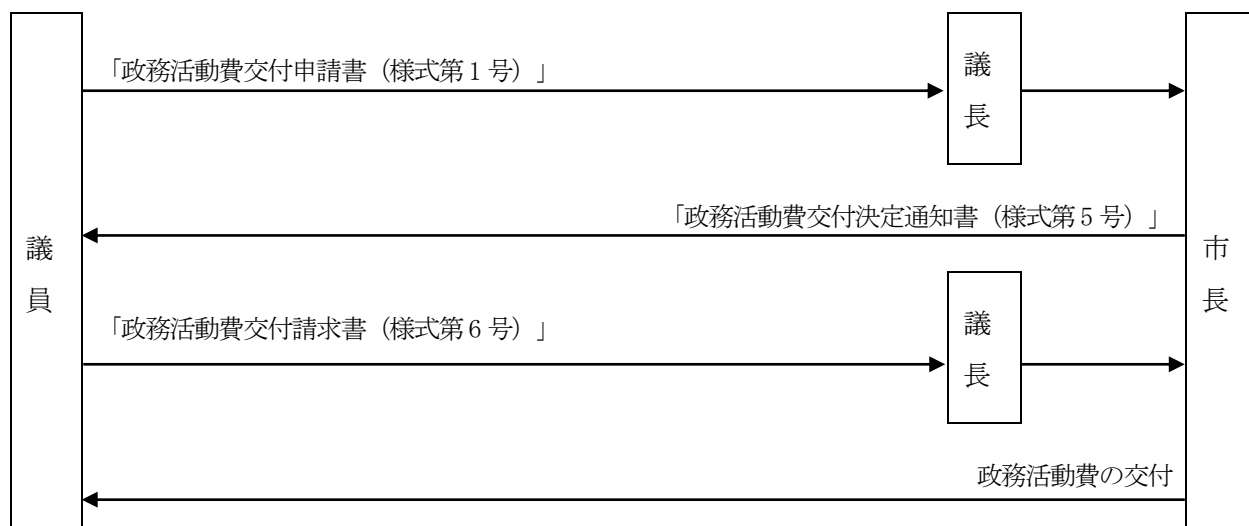 「政務活動費交付申請書（様式第１号）」
議長
「政務活動費交付決定通知書（様式第５号）」
議員
市長
「政務活動費交付請求書（様式第６号）」
議長
政務活動費の交付